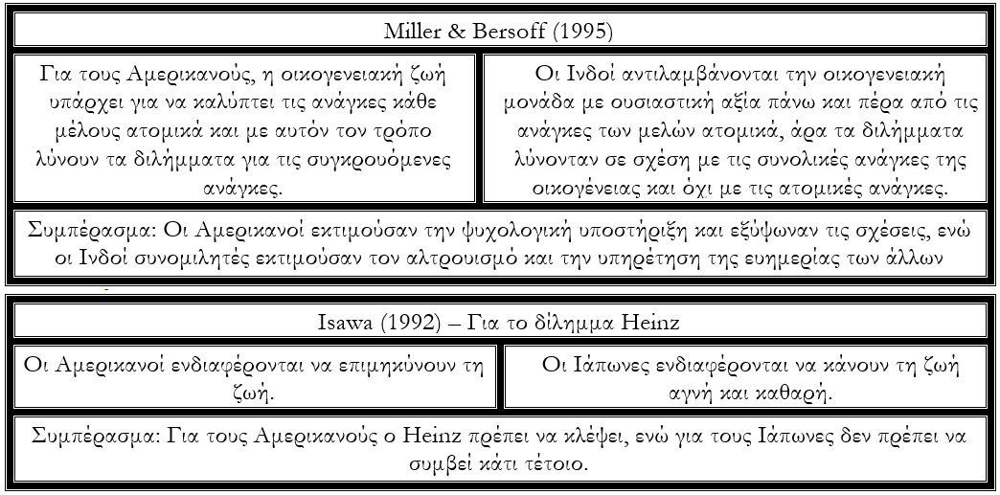 Miller & Bersoff (1995)
Για τους Αμερικανούς, η οικογενειακή ζωή
υπάρχει για να καλύπτει τις ανάγκες κάθε
μέλους ατομικά και με αυτόν τον τρόπο
λύνουν τα διλήμματα για τις συγκρουόμενες
ανάγκες.
Οι Ινδοί αντιλαμβάνονται την οικογενειακή
μονάδα με ουσιαστική αξία πάνω και πέρα από τις
ανάγκες των μελών ατομικά, άρα τα διλήμματα
λύνονταν σε σχέση με τις συνολικές ανάγκες της
οικογένειας και όχι με τις ατομικές ανάγκες.
Συμπέρασμα: Οι Αμερικανοί εκτιμούσαν την ψυχολογική υποστήριξη και εξύψωναν τις σχέσεις, ενώ
οι Ινδοί συνομιλητές εκτιμούσαν τον αλτρουισμό και την υπηρέτηση της ευημερίας των άλλων
Isawa (1992) – Για το δίλημμα Heinz
Οι Αμερικανοί ενδιαφέρονται να επιμηκύνουν τη
ζωή.
Οι Ιάπωνες ενδιαφέρονται να κάνουν τη ζωή
αγνή και καθαρή.
Συμπέρασμα: Για τους Αμερικανούς ο Heinz πρέπει να κλέψει, ενώ για τους Ιάπωνες δεν πρέπει να
συμβεί κάτι τέτοιο.